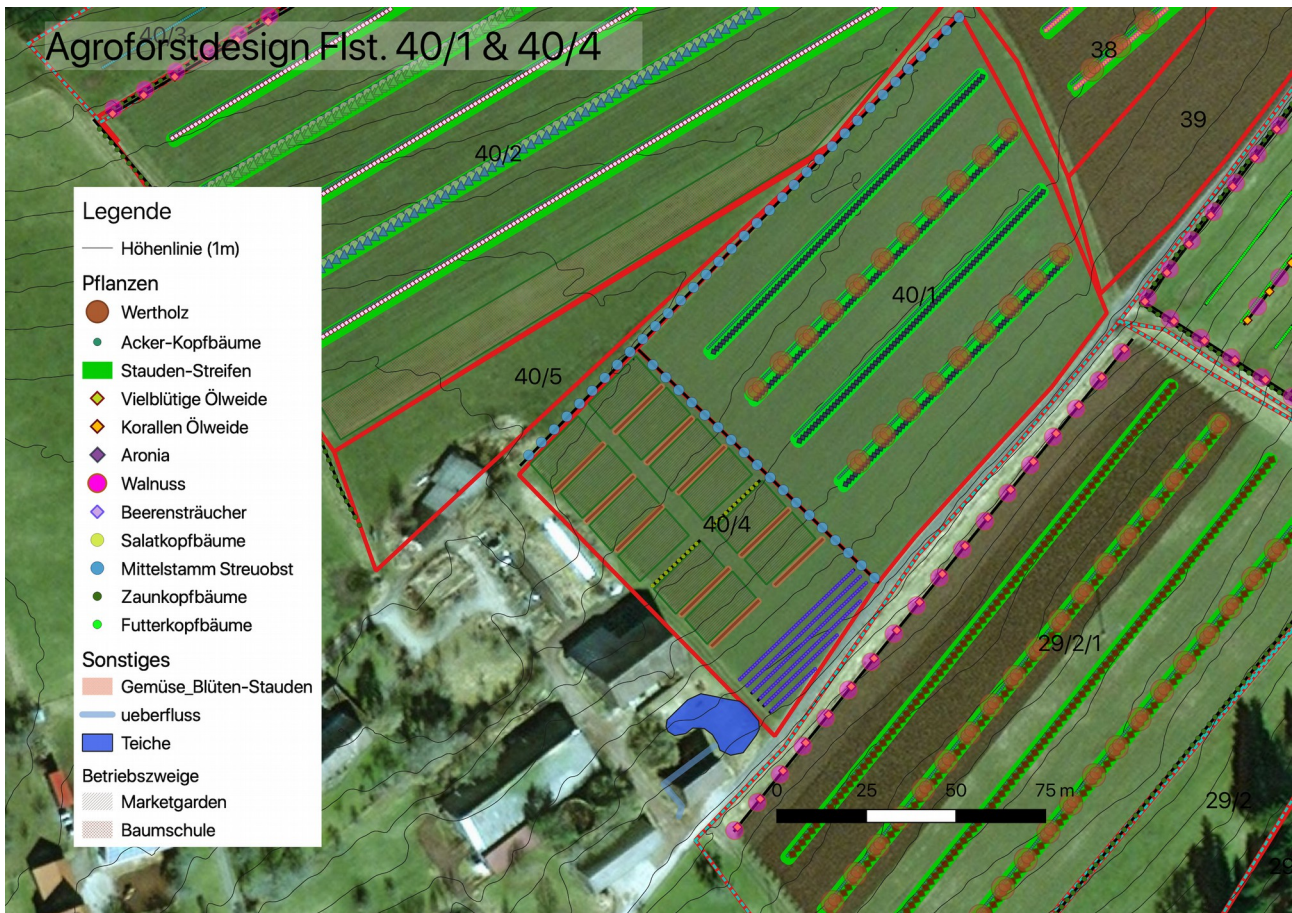 40/3
Agroforstdesign Flst. 40/1 & 40/4
38
39
40/2
Legende
Höhenlinie (1m)
Pflanzen
Wertholz
Acker-Kopfbäume
Stauden-Streifen
Vielblütige Ölweide
Korallen Ölweide
Aronia
Walnuss
Beerensträucher
Salatkopfbäume
Mittelstamm Streuobst
Zaunkopfbäume
Futterkopfbäume
Sonstiges
Gemüse_Blüten-Stauden
ueberfluss
Teiche
Betriebszweige
Marketgarden
Baumschule
40/1
40/5
40/4
29/2/1
0 25 50 75 m
29/2